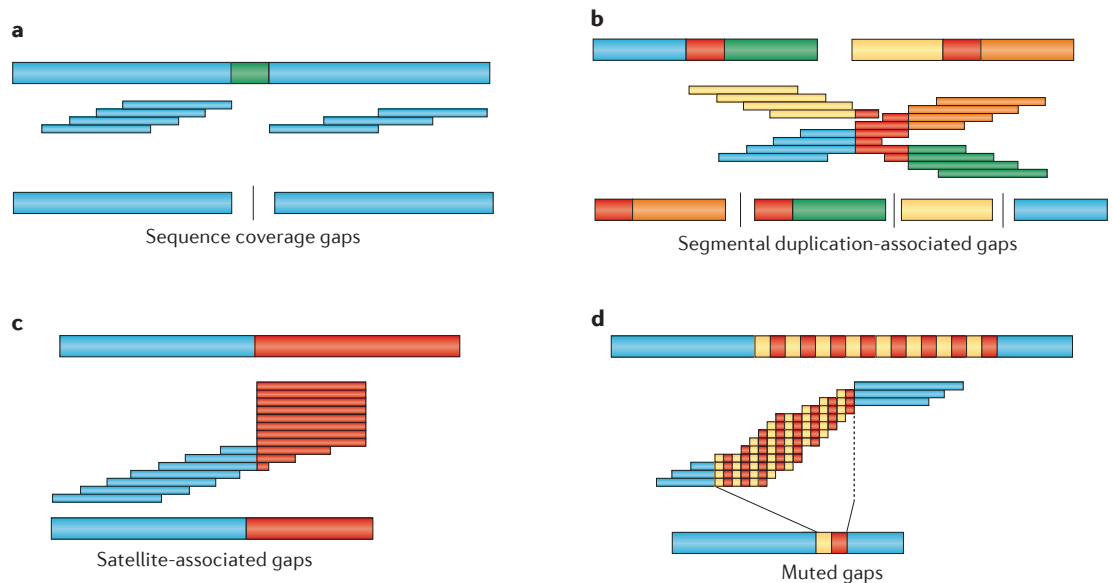 a
Sequence coverage gaps
b
Segmental duplication-associated gaps
c
Satellite-associated gaps
d
Muted gaps